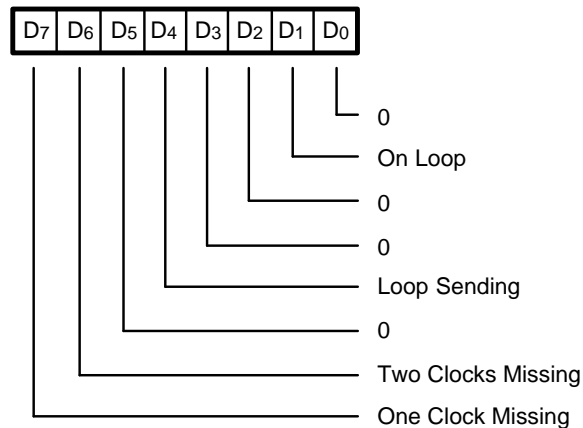 D7 D6 D5 D4 D3 D2 D1 D0
0
On Loop
0
0
Loop Sending
0
Two Clocks Missing
One Clock Missing